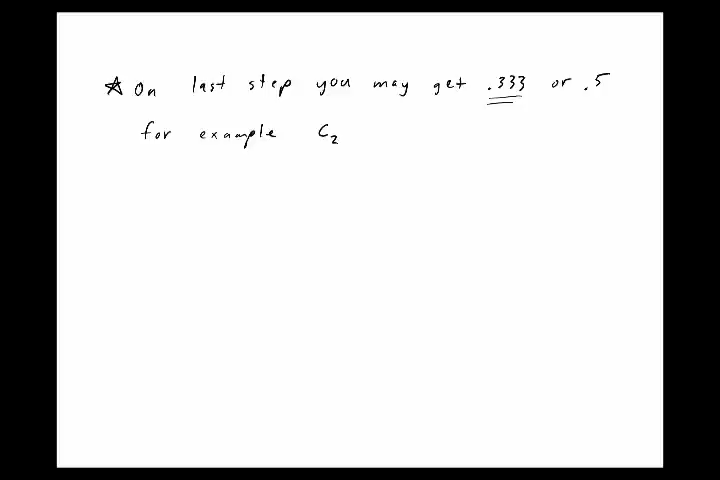 ☆ On last step you may get .333 or .5
for example C₂